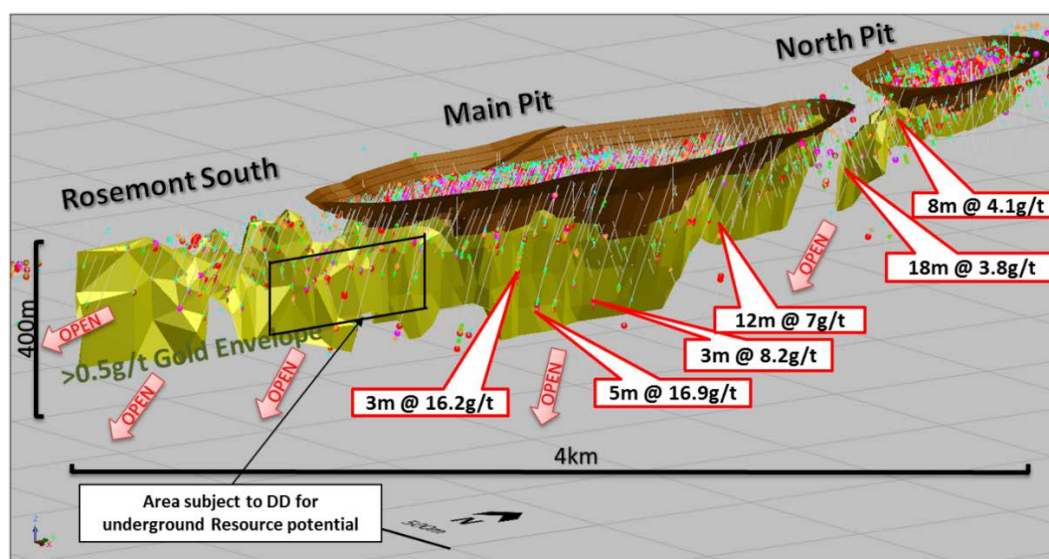 North Pit
Main Pit
Rosemont South
8m @ 4.1g/t
18m @ 3.8g/t
12m @ 7g/t
3m @ 8.2g/t
5m @ 16.9g/t
3m @ 16.2g/t
400m
OPEN
OPEN
OPEN
OPEN
OPEN
>0.5g/t Gold Envelope
4km
Area subject to DD for
underground Resource potential
500m
N
Z
Y
X